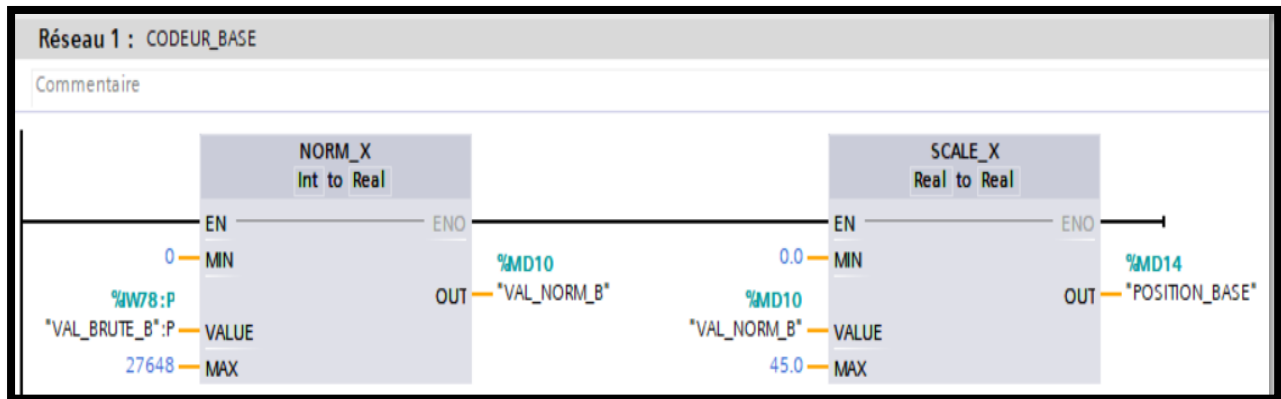 Réseau 1 : CODEUR_BASE
Commentaire
NORM_X
Int to Real
EN
ENO
0
MIN
%MD10
OUT
"VAL_NORM_B"
%IW78:P
"VAL_BRUTE_B":P
VALUE
27648
MAX
SCALE_X
Real to Real
EN
ENO
0.0
MIN
%MD14
OUT
"POSITION_BASE"
%MD10
"VAL_NORM_B"
VALUE
45.0
MAX